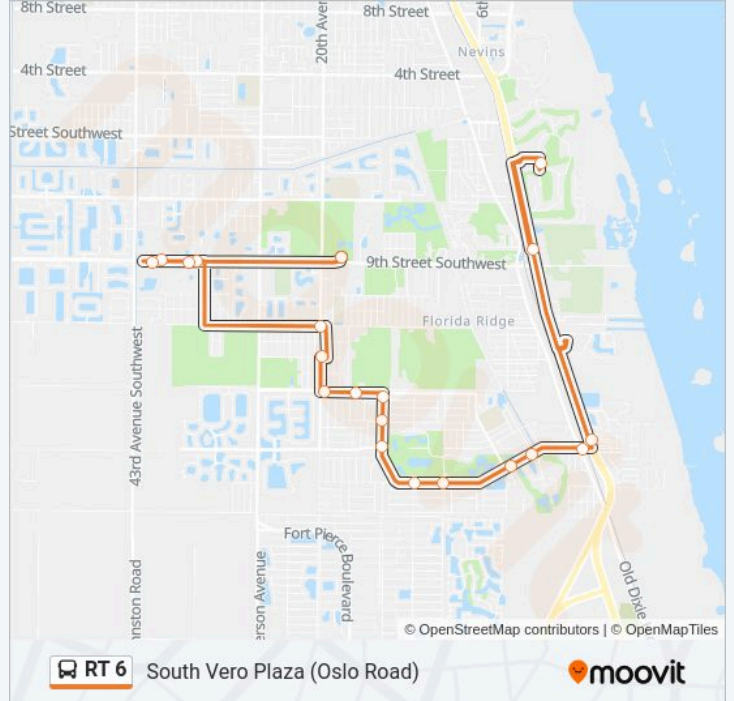 8th Street
20th Aven
8th Street
6th
Nevins
4th Street
4th Street
Street Southwest
9th Street Southwest
Florida Ridge
43rd Avenue Southwest
Fort Pierce Boulevard
nston Road
erson Avenue
Old Dixie
© OpenStreetMap contributors | © OpenMapTiles
RT 6 South Vero Plaza (Oslo Road)
moovit